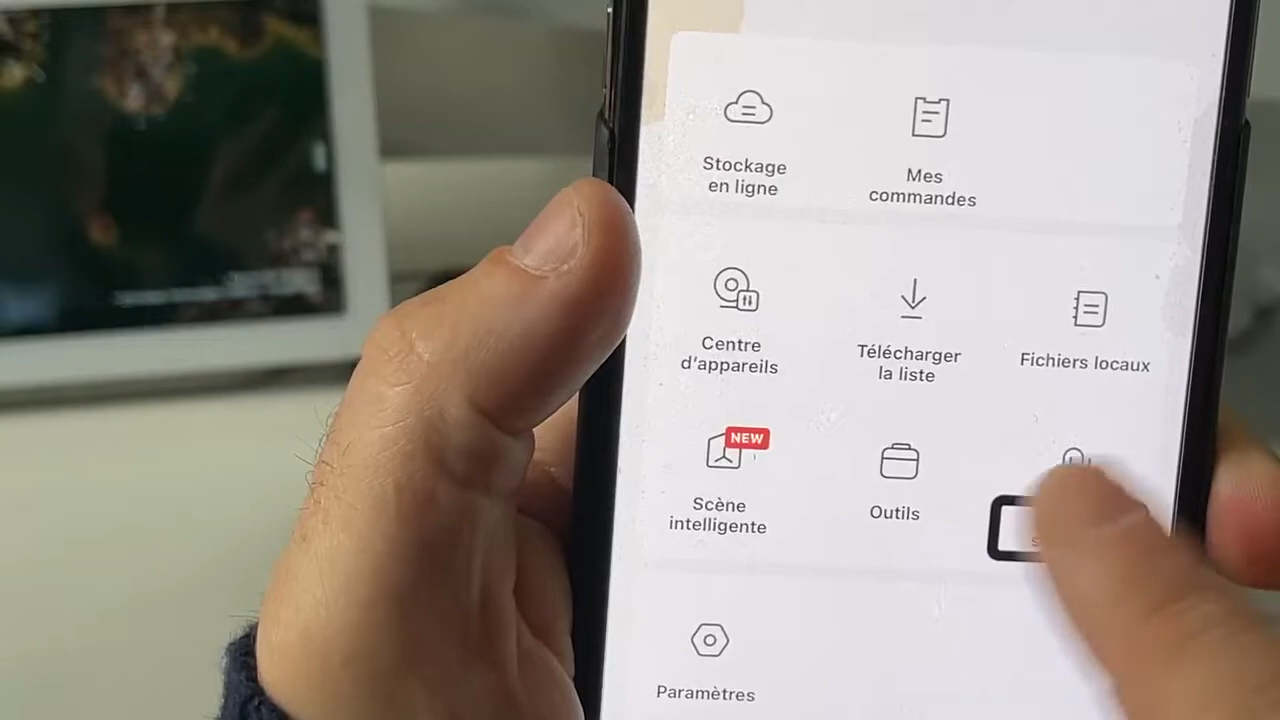 Stockage
en ligne
Mes
commandes
Centre
d'appareils
Télécharger
la liste
Fichiers locaux
NEW
Scène
intelligente
Outils
Paramètres